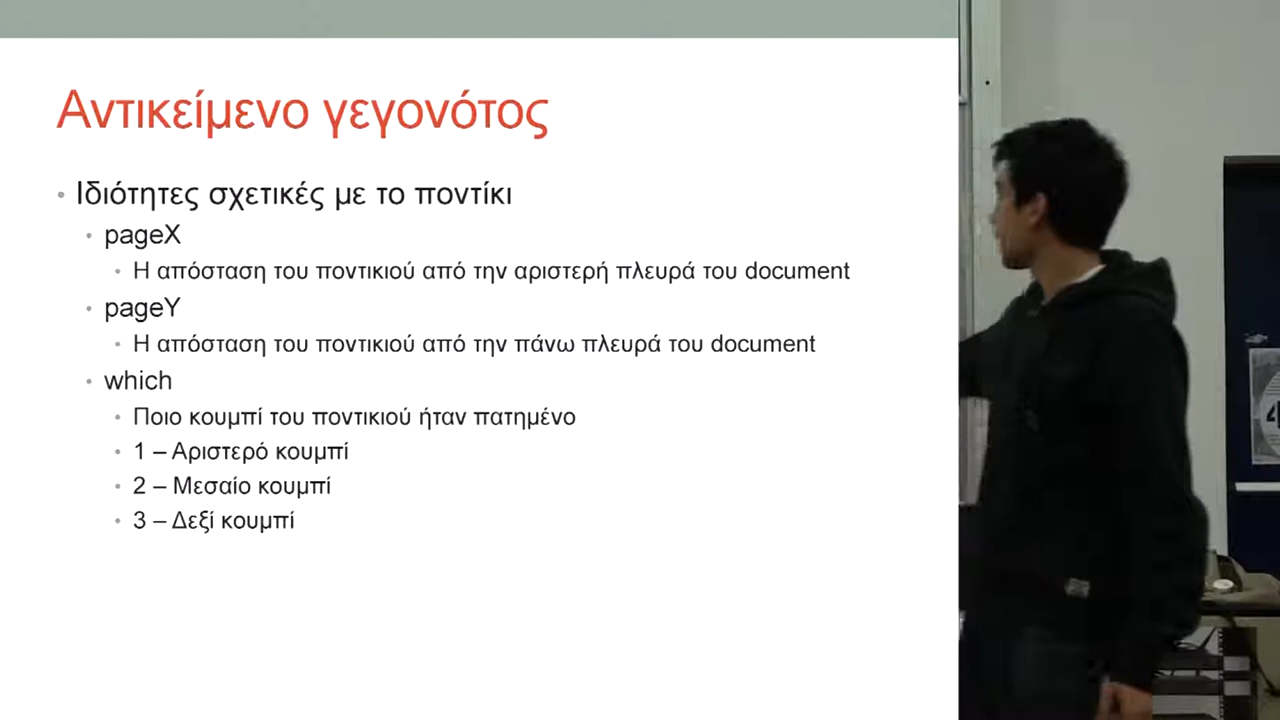 Αντικείμενο γεγονότος
• Ιδιότητες σχετικές με το ποντίκι
• pageX
• Η απόσταση του ποντικιού από την αριστερή πλευρά του document
• pageY
• Η απόσταση του ποντικιού από την πάνω πλευρά του document
• which
• Ποιο κουμπί του ποντικιού ήταν πατημένο
• 1 – Αριστερό κουμπί
• 2 – Μεσαίο κουμπί
• 3 – Δεξί κουμπί